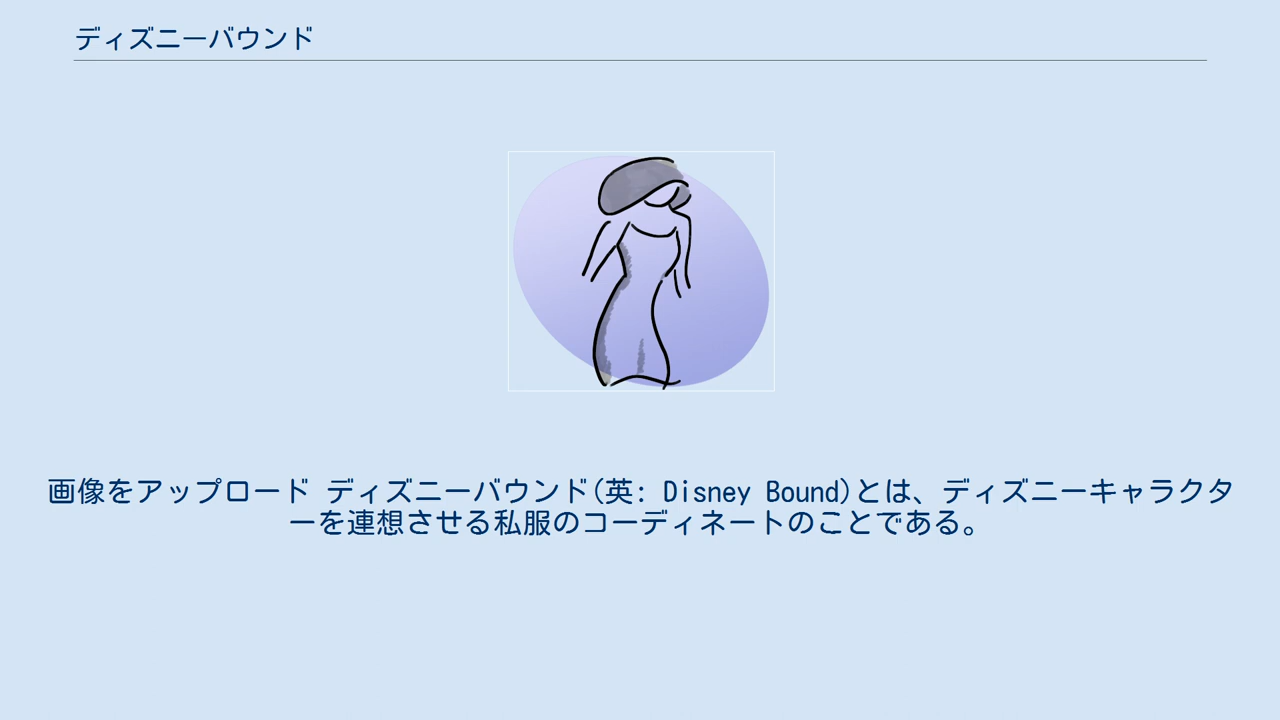 ディズニーバウンド
画像をアップロード ディズニーバウンド(英: Disney Bound)とは、ディズニーキャラクタ
ーを連想させる私服のコーディネートのことである。